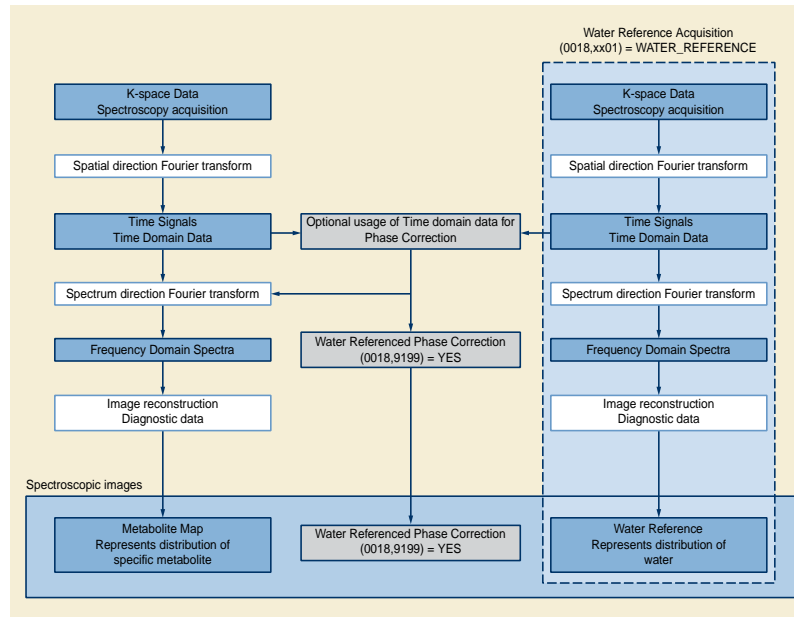 Water Reference Acquisition
(0018,xx01) = WATER_REFERENCE
K-space Data
Spectroscopy acquisition
K-space Data
Spectroscopy acquisition
Spatial direction Fourier transform
Spatial direction Fourier transform
Time Signals
Time Domain Data
Optional usage of Time domain data for
Phase Correction
Time Signals
Time Domain Data
Spectrum direction Fourier transform
Spectrum direction Fourier transform
Water Referenced Phase Correction
(0018,9199) = YES
Frequency Domain Spectra
Frequency Domain Spectra
Image reconstruction
Diagnostic data
Image reconstruction
Diagnostic data
Spectroscopic images
Metabolite Map
Represents distribution of
specific metabolite
Water Referenced Phase Correction
(0018,9199) = YES
Water Reference
Represents distribution of
water